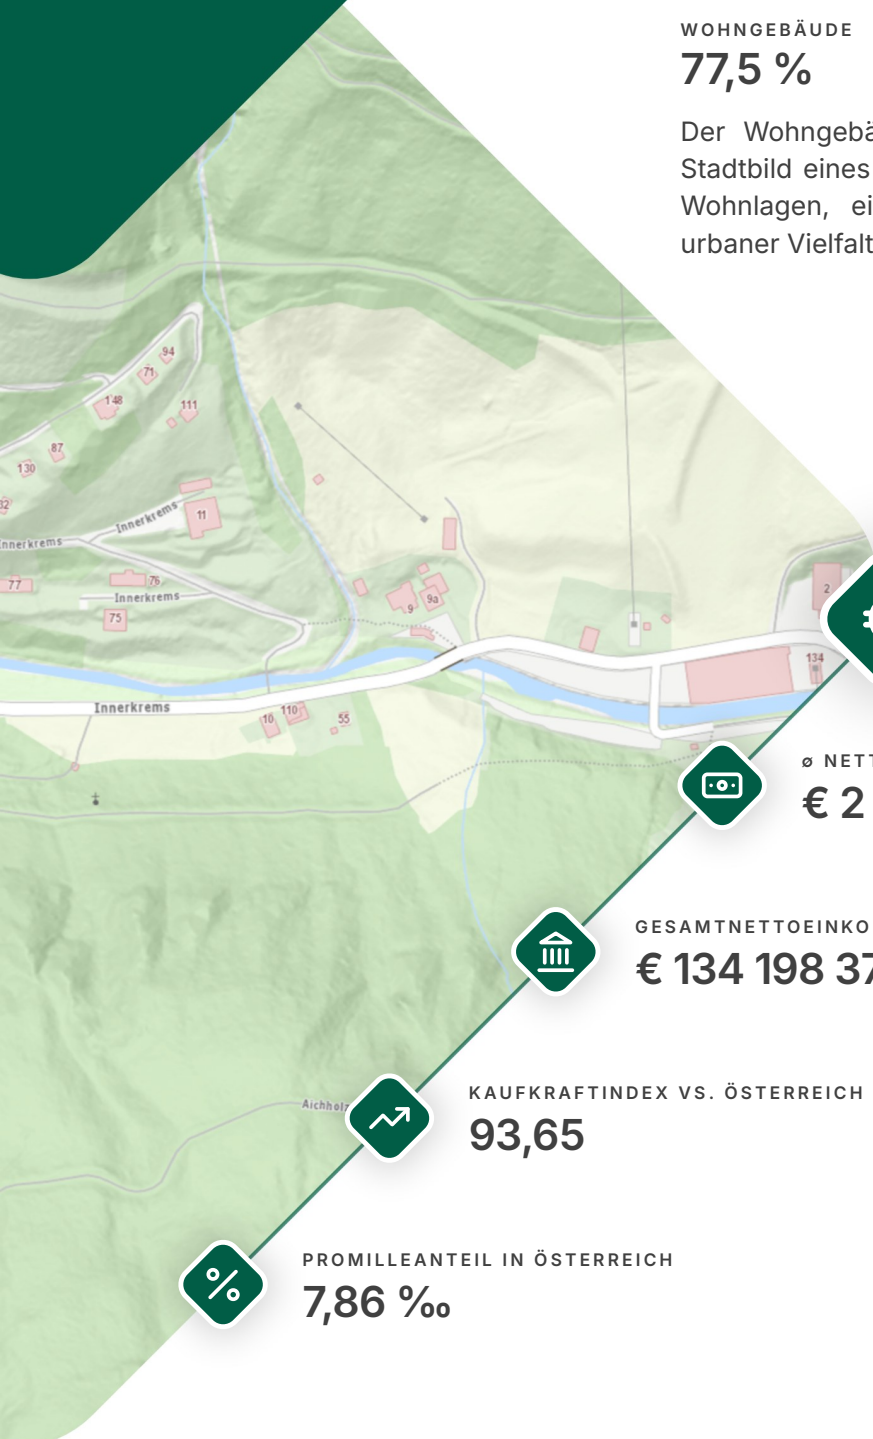 WOHNGEBÄUDE
77,5 %
Der Wohngebä
Stadtbild eines
Wohnlagen, ei
urbaner Vielfalt
94
71
148
111
87
130
32
11
Innerkrems
nnerkrems
77
76
Innerkrems
75
9
9a
2
134
Innerkrems
10
110
55
ø NETT
€ 2
GESAMTNETTOEINKO
€ 134 198 37
KAUFKRAFTINDEX VS. ÖSTERREICH
93,65
Aichholz
PROMILLEANTEIL IN ÖSTERREICH
7,86 ‰